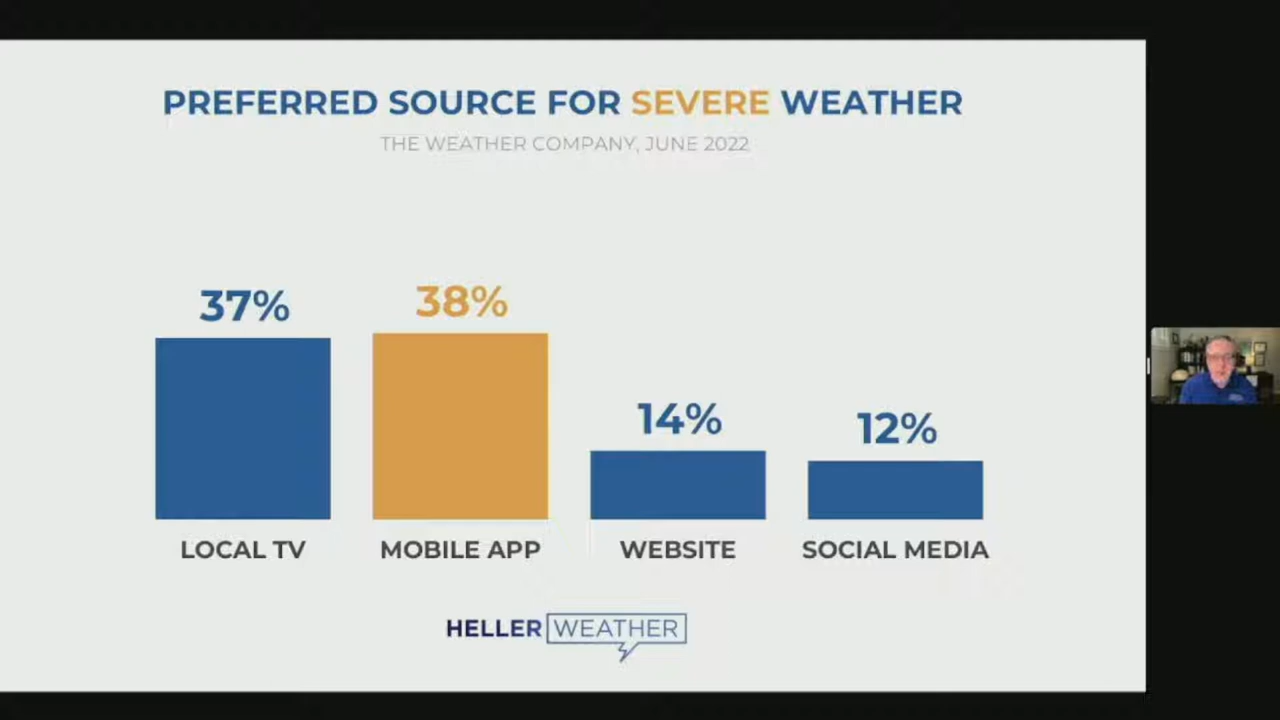 PREFERRED SOURCE FOR SEVERE WEATHER
THE WEATHER COMPANY, JUNE 2022
37%
38%
14%
12%
LOCAL TV
MOBILE APP
WEBSITE
SOCIAL MEDIA
HELLER WEATHER